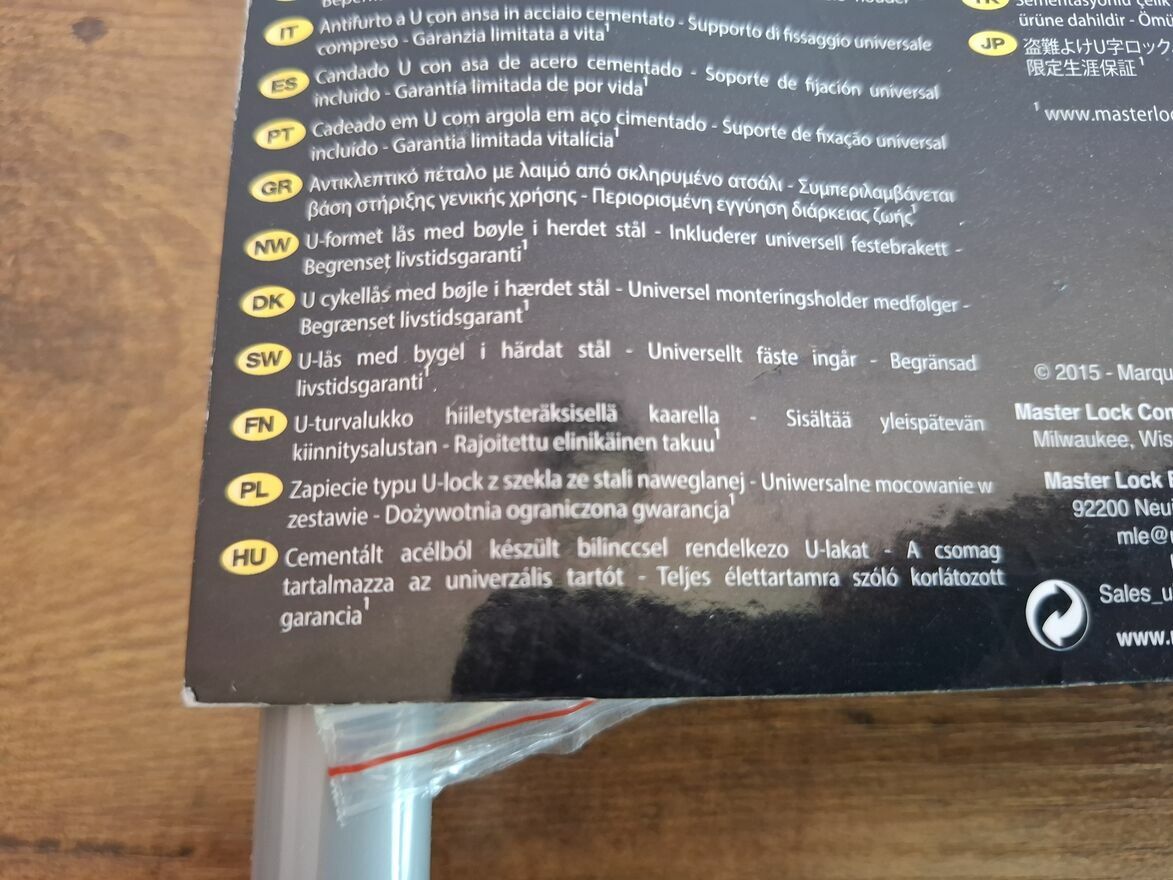 IT Antifurto a U con ansa in acciaio cementato - Supporto di fissaggio universale
compreso - Garanzia limitata a vita¹
ES Candado U con asa de acero cementado - Soporte de fijación universal
incluido - Garantía limitada de por vida¹
PT Cadeado em U com argola em aço cimentado - Suporte de fixação universal
incluído - Garantia limitada vitalícia¹
GR Αντικλεπτικό πέταλο με λαιμό από σκληρυμένο ατσάλι - Συμπεριλαμβάνεται
βάση στήριξης γενικής χρήσης - Περιορισμένη εγγύηση διάρκειας ζωής¹
NW U-formet lås med bøyle i herdet stål - Inkluderer universell festebrakett -
Begrenset livstidsgaranti¹
DK U cykellås med bøjle i hærdet stål - Universel monteringsholder medfølger -
Begrænset livstidsgarant¹
SW U-lås med bygel i härdat stål - Universellt fäste ingår - Begränsad
livstidsgaranti¹
FN U-turvalukko hiiletysteräksisellä kaarella - Sisältää yleispätevän
kiinnitysalustan - Rajoitettu elinikäinen takuu¹
PL Zapiecie typu U-lock z szekla ze stali naweglanej - Uniwersalne mocowanie w
zestawie - Dożywotnia ograniczona gwarancja¹
HU Cementált acélból készült bilinccsel rendelkezo U-lakat - A csomag
tartalmazza az univerzális tartót - Teljes élettartamra szóló korlátozott
garancia¹
TR
ürüne dahildir -
JP 盗難よけU字ロック
限定生涯保証¹
¹ www.masterloc
© 2015 - Marqu
Master Lock Com
Milwaukee, Wis
Master Lock E
92200 Neu
mle@
Sales_u
www.